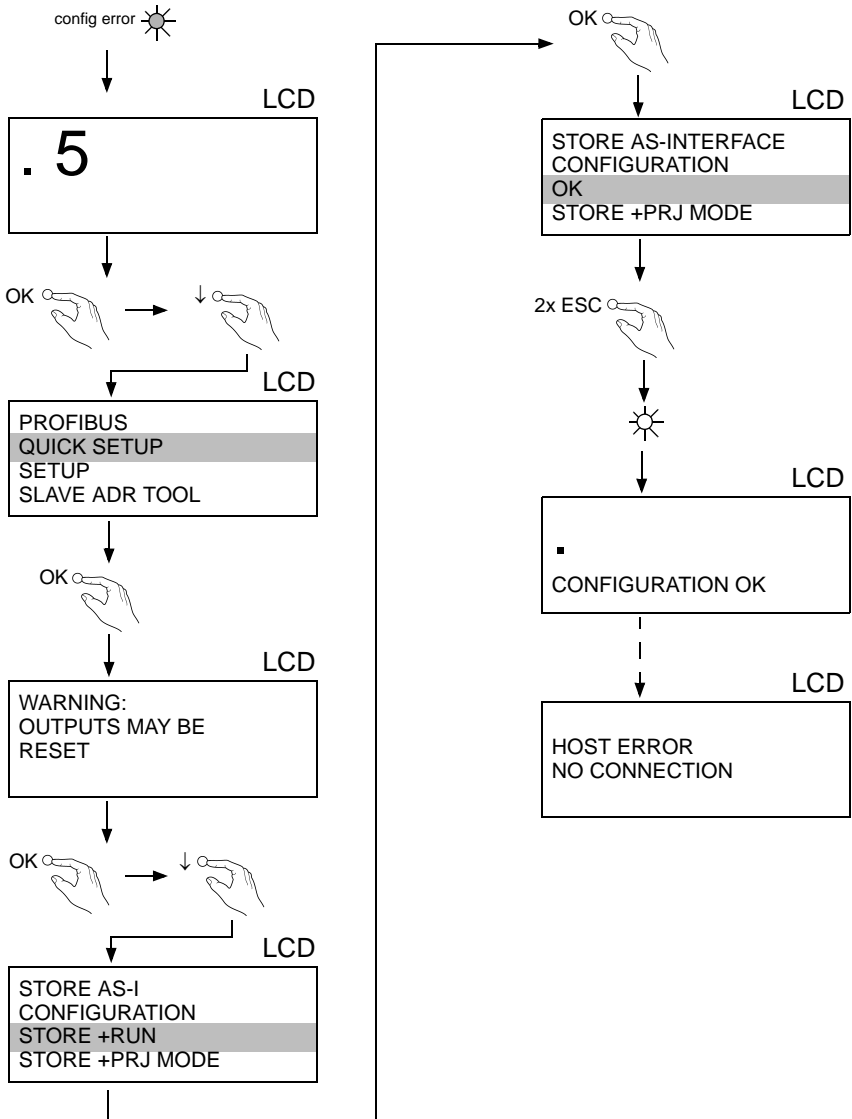 config error
LCD
. 5
OK ↓
LCD
PROFIBUS
QUICK SETUP
SETUP
SLAVE ADR TOOL
OK
LCD
WARNING:
OUTPUTS MAY BE
RESET
OK ↓
LCD
STORE AS-I
CONFIGURATION
STORE +RUN
STORE +PRJ MODE
OK
LCD
STORE AS-INTERFACE
CONFIGURATION
OK
STORE +PRJ MODE
2x ESC
LCD
.
CONFIGURATION OK
LCD
HOST ERROR
NO CONNECTION